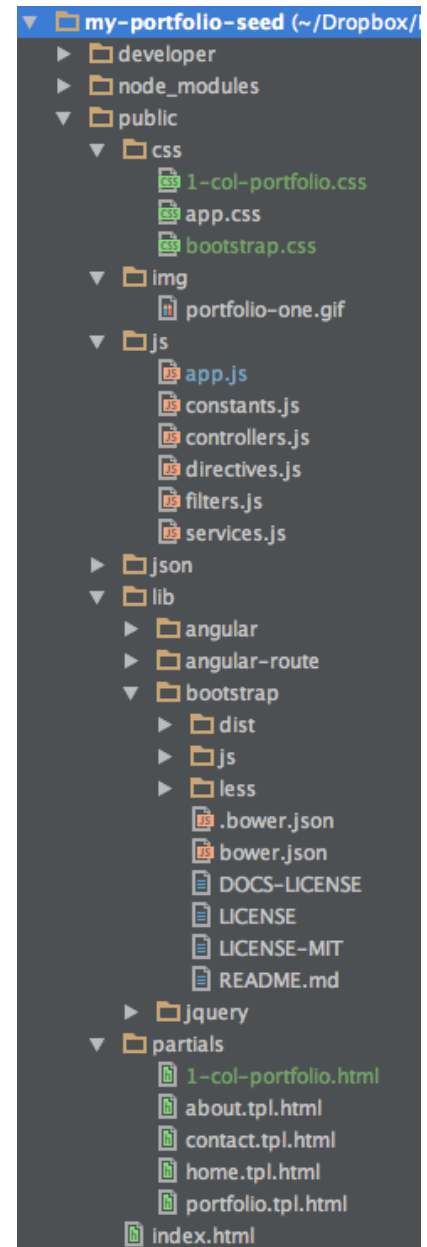 my-portfolio-seed (~/Dropbox/
developer
node_modules
public
css
1-col-portfolio.css
app.css
bootstrap.css
img
portfolio-one.gif
js
app.js
constants.js
controllers.js
directives.js
filters.js
services.js
json
lib
angular
angular-route
bootstrap
dist
js
less
.bower.json
bower.json
DOCS-LICENSE
LICENSE
LICENSE-MIT
README.md
jquery
partials
1-col-portfolio.html
about.tpl.html
contact.tpl.html
home.tpl.html
portfolio.tpl.html
index.html